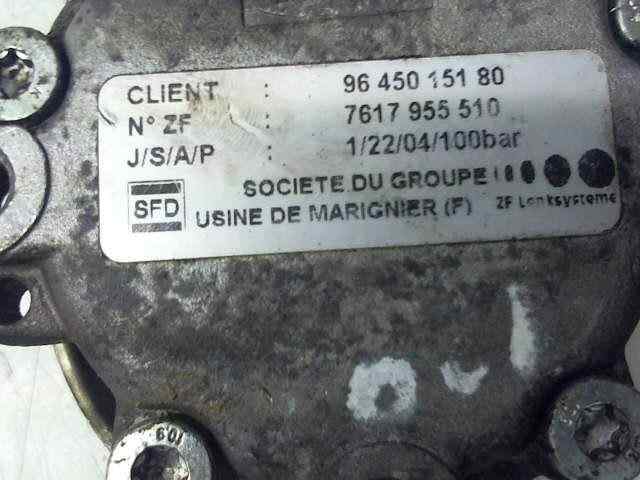 CLIENT : 96 450 151 80
N° ZF : 7617 955 510
J/S/A/P : 1/22/04/100bar
SFD
SOCIETE DU GROUPE
USINE DE MARIGNIER (F) ZF Lenksysteme
109